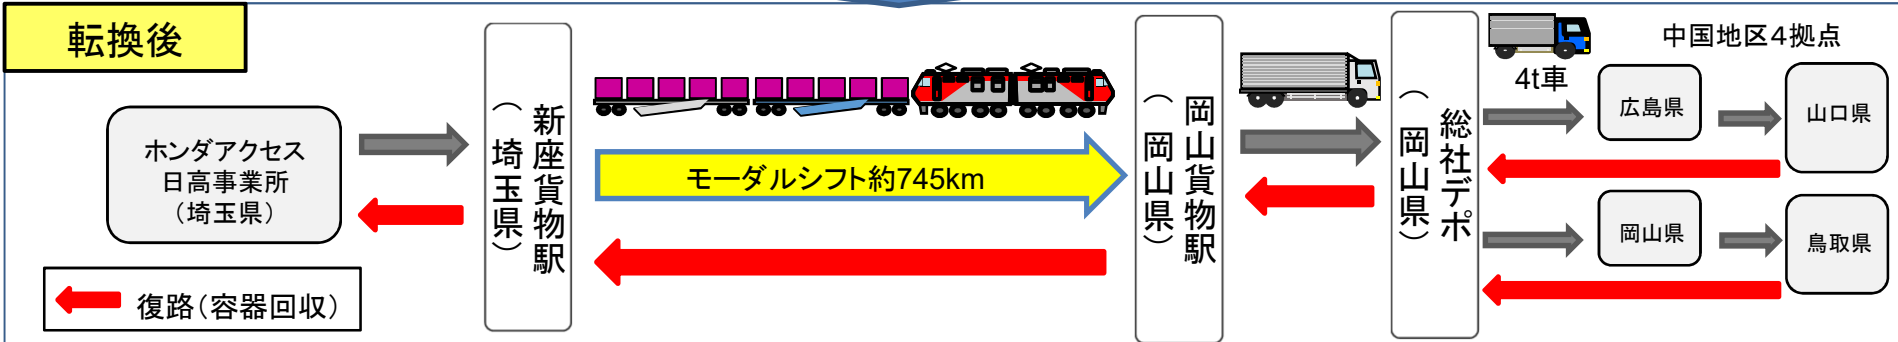 転換後
ホンダアクセス
日高事業所
（埼玉県）
復路（容器回収）
新座貨物駅
（埼玉県）
モーダルシフト約745km
岡山貨物駅
（岡山県）
総社デポ
（岡山県）
4t車
中国地区4拠点
広島県
山口県
岡山県
鳥取県